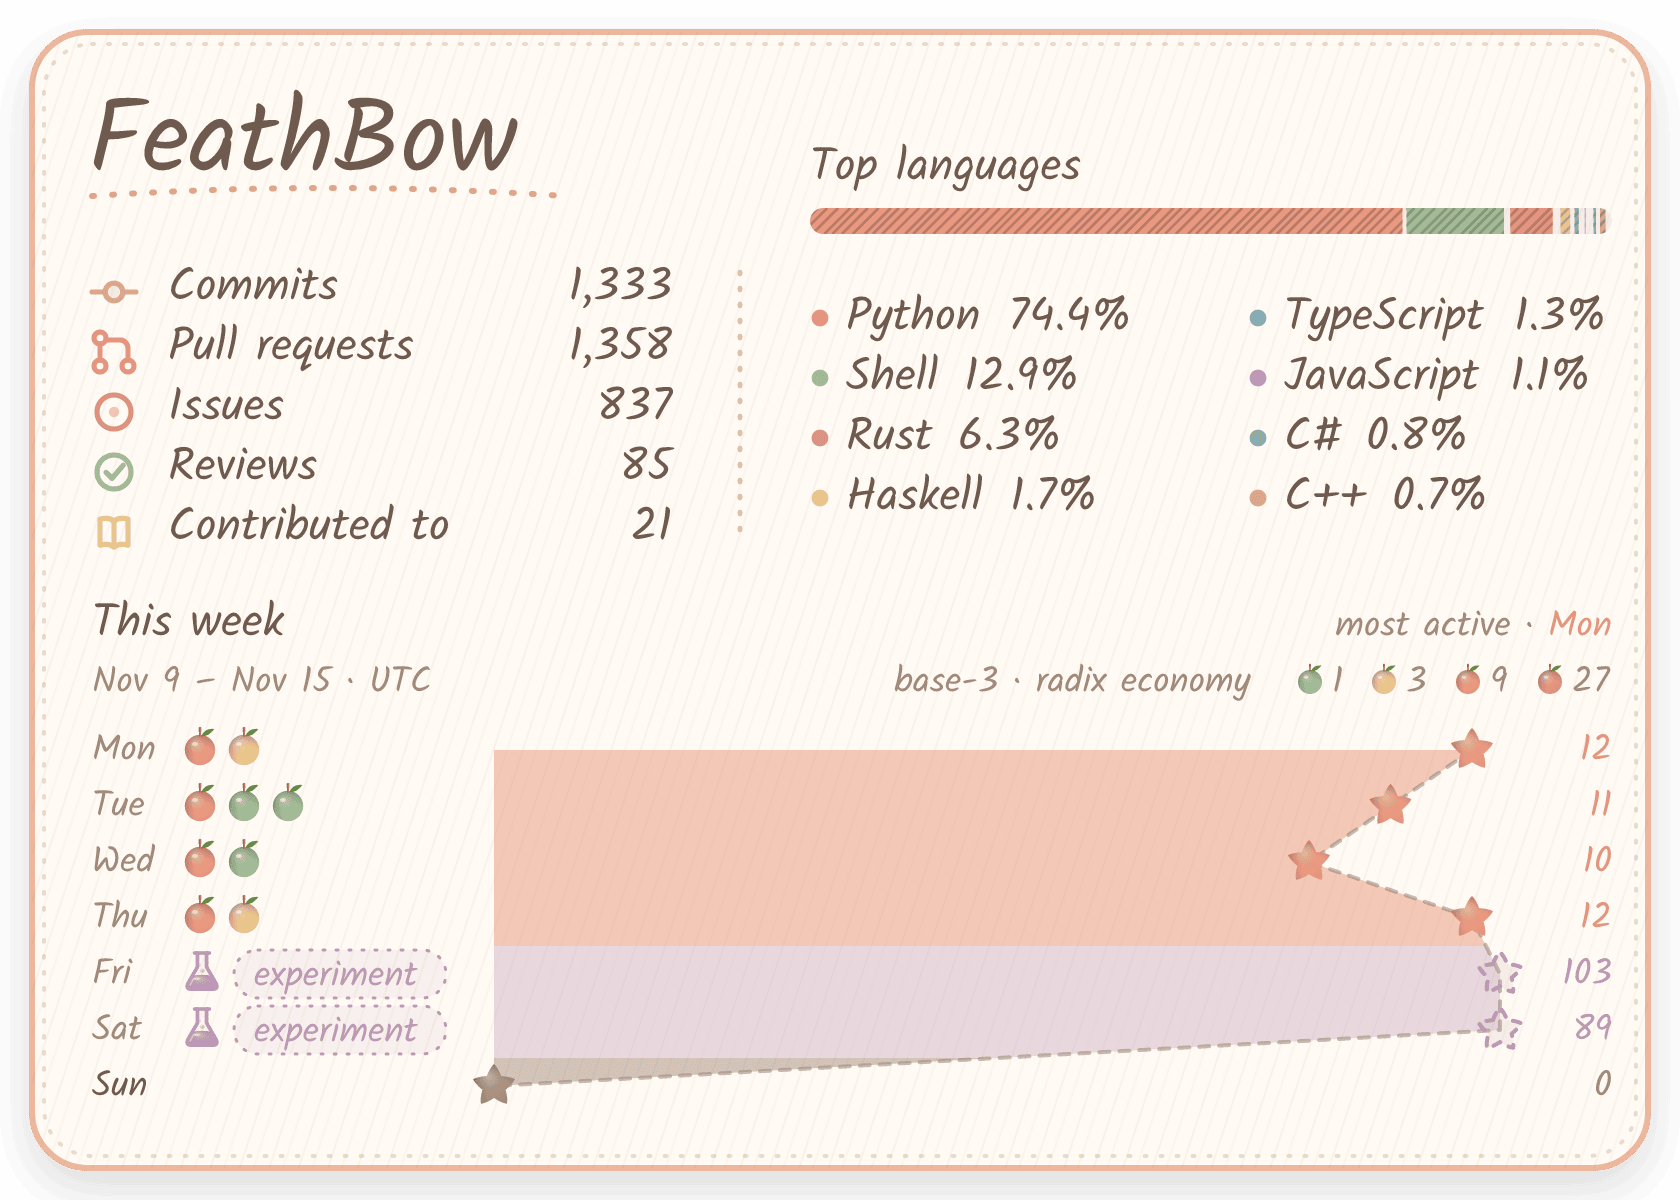 FeathBow
Commits 1,333
Pull requests 1,358
Issues 837
Reviews 85
Contributed to 21
Top languages
Python 74.4%
Shell 12.9%
Rust 6.3%
Haskell 1.7%
TypeScript 1.3%
JavaScript 1.1%
C# 0.8%
C++ 0.7%
This week
most active · Mon
Nov 9 – Nov 15 · UTC
base-3 · radix economy 1 3 9 27
Mon 12
Tue 11
Wed 10
Thu 12
Fri experiment 103
Sat experiment 89
Sun 0